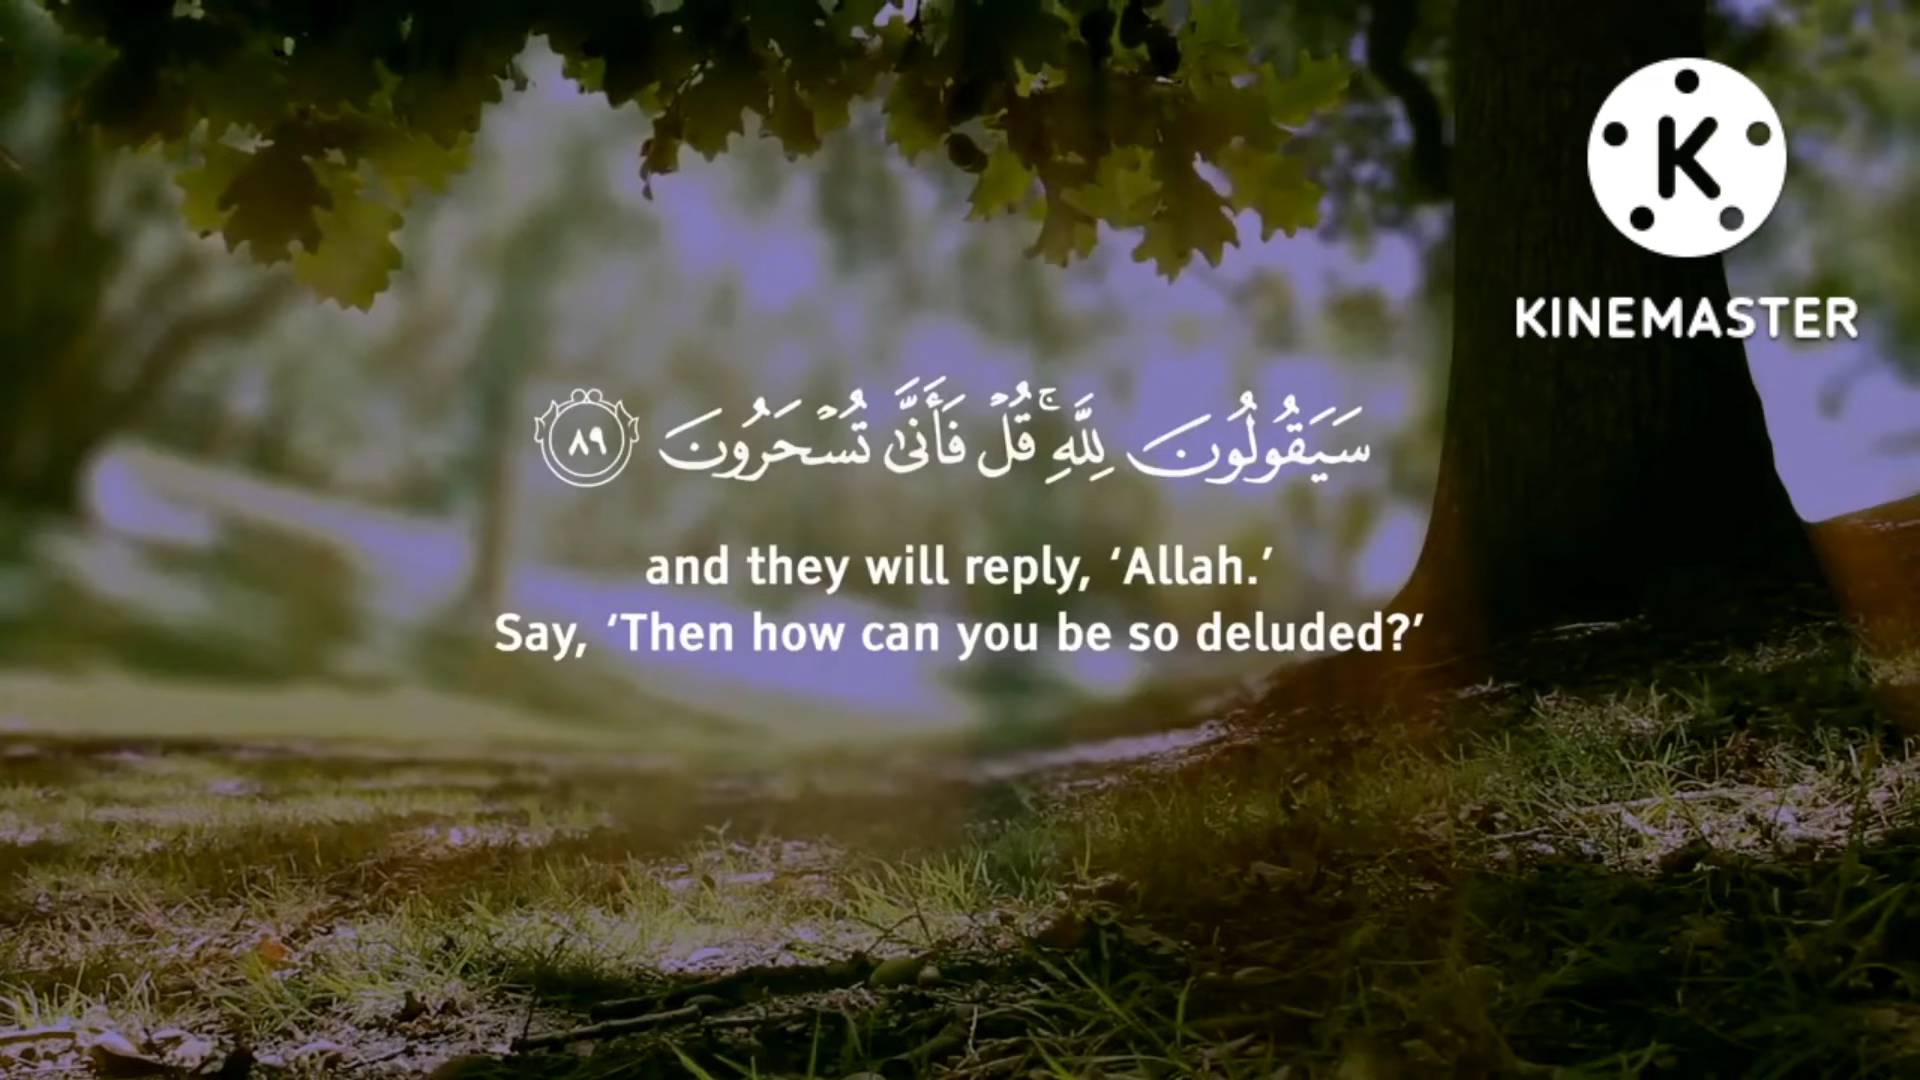 KINEMASTER
سَيَقُولُونَ لِلَّهِ ۚ قُلْ فَأَنَّىٰ تُسْحَرُونَ ٨٩
and they will reply, ‘Allah.’
Say, ‘Then how can you be so deluded?’